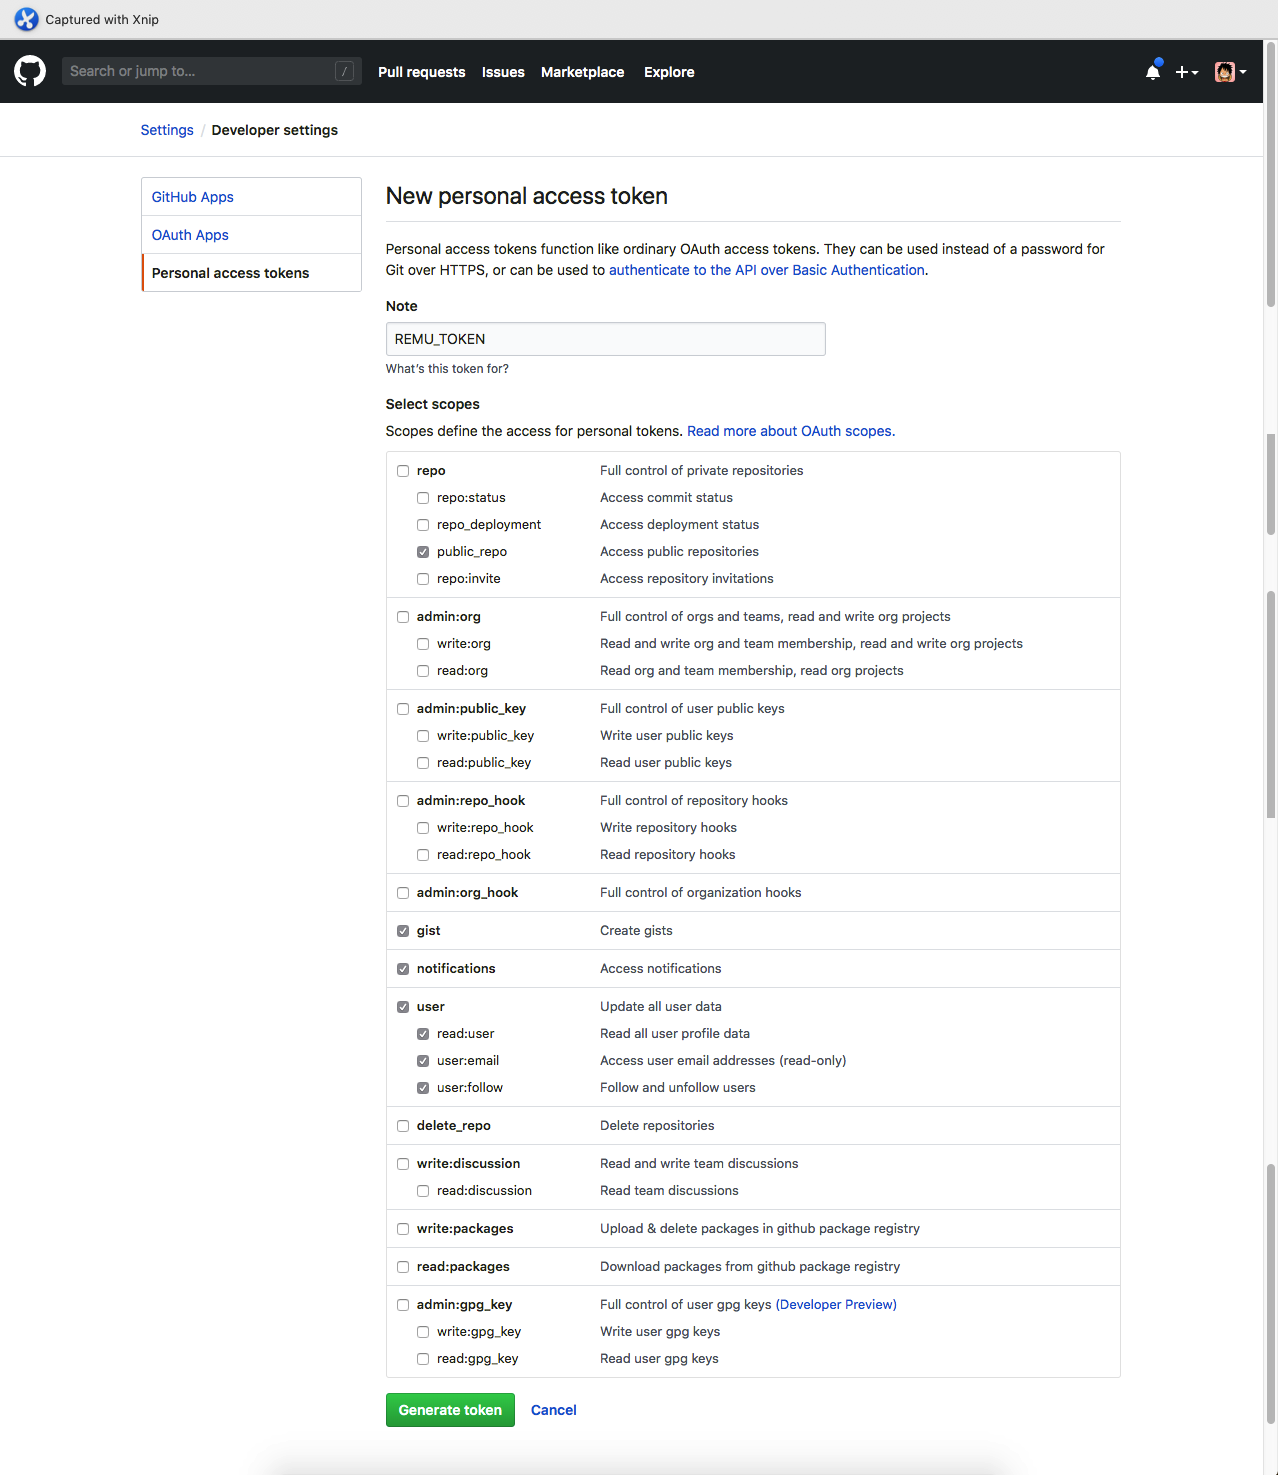 Captured with Xnip
Search or jump to... /
Pull requests Issues Marketplace Explore
Settings / Developer settings
GitHub Apps
OAuth Apps
Personal access tokens
New personal access token
Personal access tokens function like ordinary OAuth access tokens. They can be used instead of a password for
Git over HTTPS, or can be used to authenticate to the API over Basic Authentication.
Note
REMU_TOKEN
What's this token for?
Select scopes
Scopes define the access for personal tokens. Read more about OAuth scopes.
repo Full control of private repositories
repo:status Access commit status
repo_deployment Access deployment status
public_repo Access public repositories
repo:invite Access repository invitations
admin:org Full control of orgs and teams, read and write org projects
write:org Read and write org and team membership, read and write org projects
read:org Read org and team membership, read org projects
admin:public_key Full control of user public keys
write:public_key Write user public keys
read:public_key Read user public keys
admin:repo_hook Full control of repository hooks
write:repo_hook Write repository hooks
read:repo_hook Read repository hooks
admin:org_hook Full control of organization hooks
gist Create gists
notifications Access notifications
user Update all user data
read:user Read all user profile data
user:email Access user email addresses (read-only)
user:follow Follow and unfollow users
delete_repo Delete repositories
write:discussion Read and write team discussions
read:discussion Read team discussions
write:packages Upload & delete packages in github package registry
read:packages Download packages from github package registry
admin:gpg_key Full control of user gpg keys (Developer Preview)
write:gpg_key Write user gpg keys
read:gpg_key Read user gpg keys
Generate token Cancel